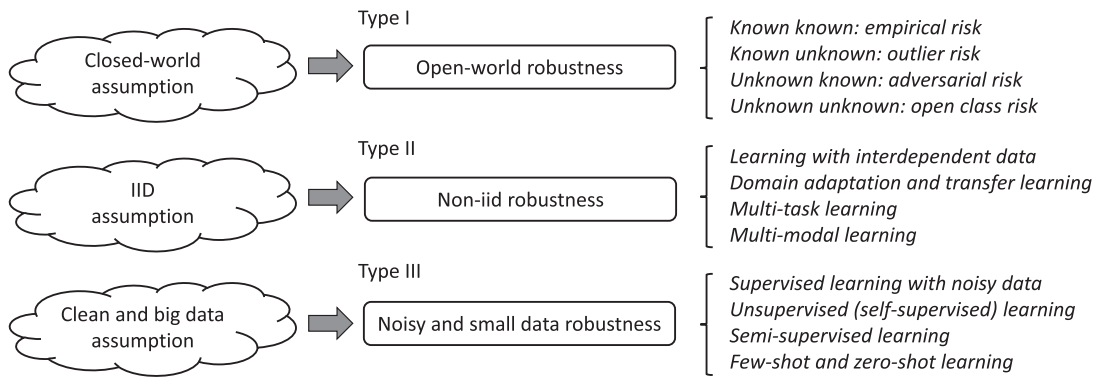 Type I
Closed-world
assumption
Open-world robustness
Known known: empirical risk
Known unknown: outlier risk
Unknown known: adversarial risk
Unknown unknown: open class risk
Type II
IID
assumption
Non-iid robustness
Learning with interdependent data
Domain adaptation and transfer learning
Multi-task learning
Multi-modal learning
Type III
Clean and big data
assumption
Noisy and small data robustness
Supervised learning with noisy data
Unsupervised (self-supervised) learning
Semi-supervised learning
Few-shot and zero-shot learning